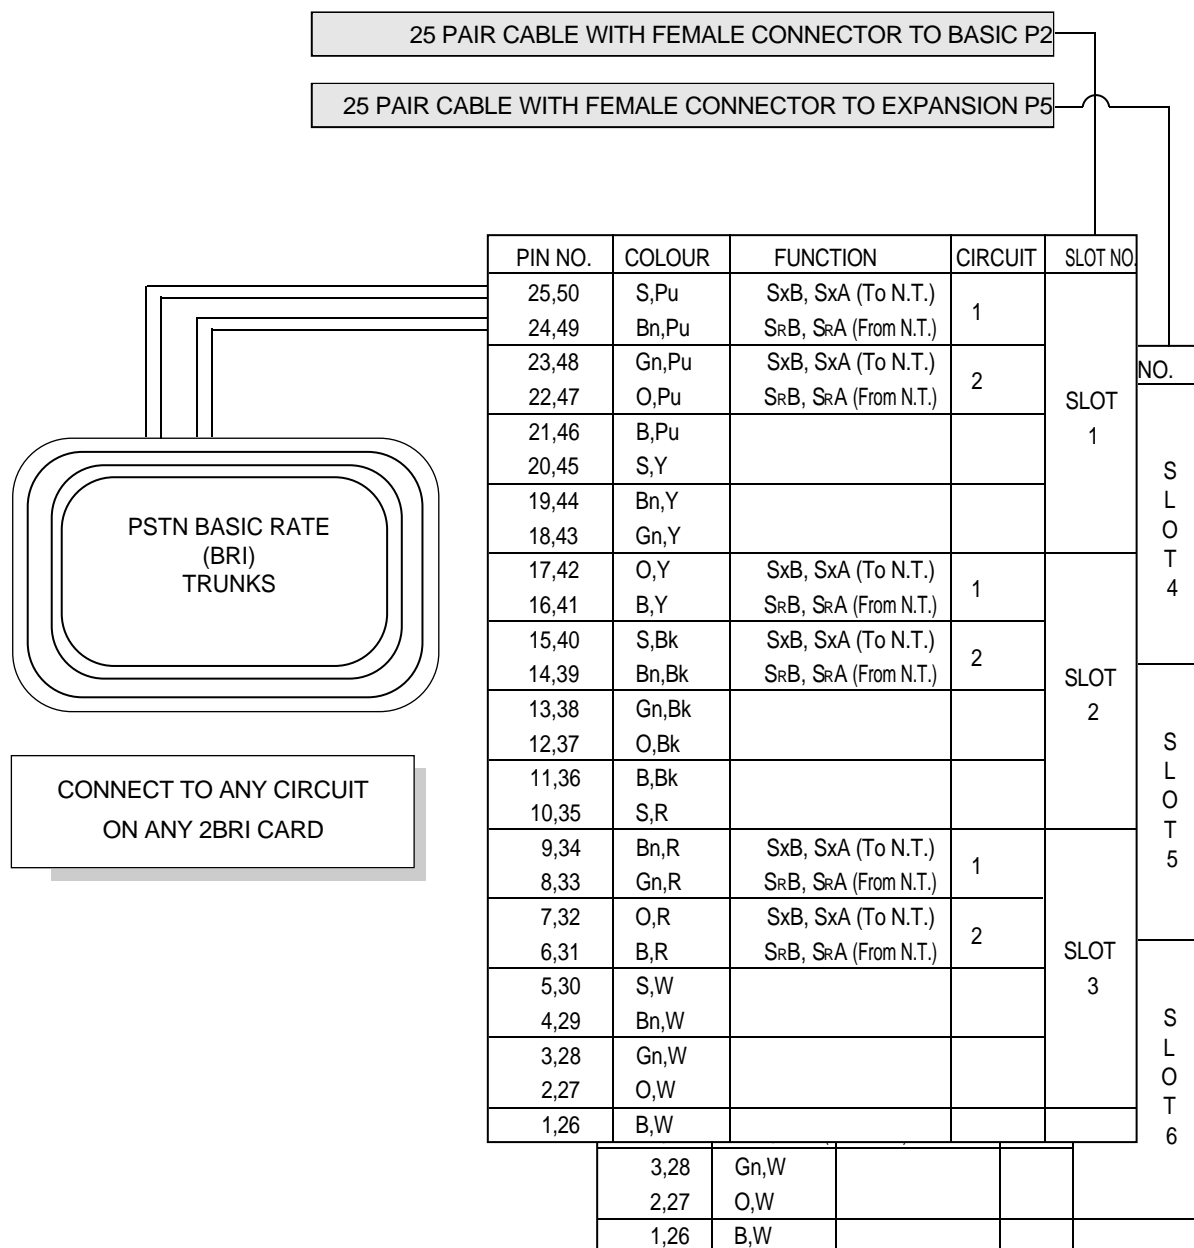 25 PAIR CABLE WITH FEMALE CONNECTOR TO BASIC P2
25 PAIR CABLE WITH FEMALE CONNECTOR TO EXPANSION P5
PIN NO. COLOUR FUNCTION CIRCUIT SLOT NO.
25,50 S,Pu SxB, SxA (To N.T.) 1
24,49 Bn,Pu SRB, SRA (From N.T.)
23,48 Gn,Pu SxB, SxA (To N.T.) 2
22,47 O,Pu SRB, SRA (From N.T.)
SLOT
1
21,46 B,Pu
20,45 S,Y
19,44 Bn,Y
18,43 Gn,Y
17,42 O,Y SxB, SxA (To N.T.) 1
16,41 B,Y SRB, SRA (From N.T.)
15,40 S,Bk SxB, SxA (To N.T.) 2
14,39 Bn,Bk SRB, SRA (From N.T.)
SLOT
2
13,38 Gn,Bk
12,37 O,Bk
11,36 B,Bk
10,35 S,R
9,34 Bn,R SxB, SxA (To N.T.) 1
8,33 Gn,R SRB, SRA (From N.T.)
7,32 O,R SxB, SxA (To N.T.) 2
6,31 B,R SRB, SRA (From N.T.)
SLOT
3
5,30 S,W
4,29 Bn,W
3,28 Gn,W
2,27 O,W
1,26 B,W
NO.
S
L
O
T
4
S
L
O
T
5
S
L
O
T
6
3,28 Gn,W
2,27 O,W
1,26 B,W
PSTN BASIC RATE
(BRI)
TRUNKS
CONNECT TO ANY CIRCUIT
ON ANY 2BRI CARD